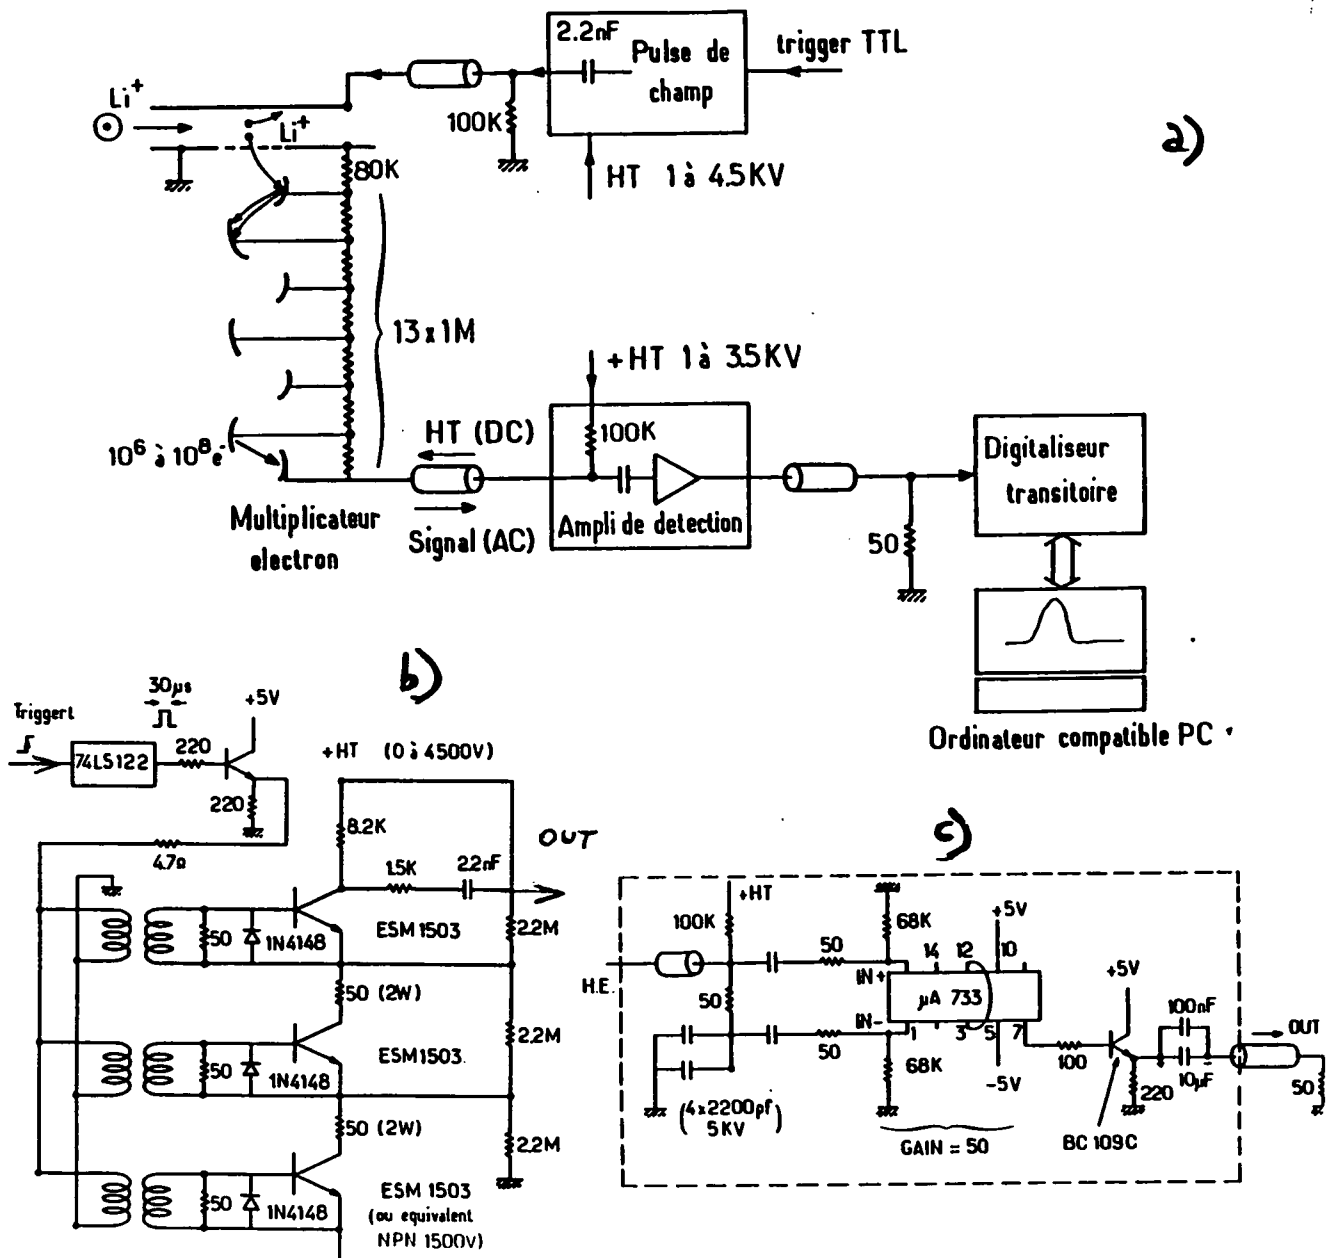 a)
2.2nF
Pulse de champ
trigger TTL
100K
HT 1 à 4.5KV
Li⁺
Li⁺
80K
13 x 1M
10⁶ à 10⁸e⁻
Multiplicateur
electron
HT (DC)
Signal (AC)
+HT 1 à 3.5KV
100K
Ampli de detection
50
Digitaliseur
transitoire
Ordinateur compatible PC
b)
Triggert
30µs
+5V
74LS122
220
220
4.7Ω
+HT (0 à 4500V)
8.2K
1.5K
2.2nF
OUT
50
1N4148
ESM 1503
2.2M
50 (2W)
50
1N4148
ESM1503
2.2M
50 (2W)
50
1N4148
ESM 1503
(ou equivalent
NPN 1500V)
2.2M
c)
+HT
100K
H.E.
50
50
50
68K
68K
IN+
IN-
14
12
10
+5V
µA 733
1
3
5
7
-5V
(4x2200pf
5KV)
GAIN = 50
100
+5V
BC 109C
220
100nF
10µF
OUT
50